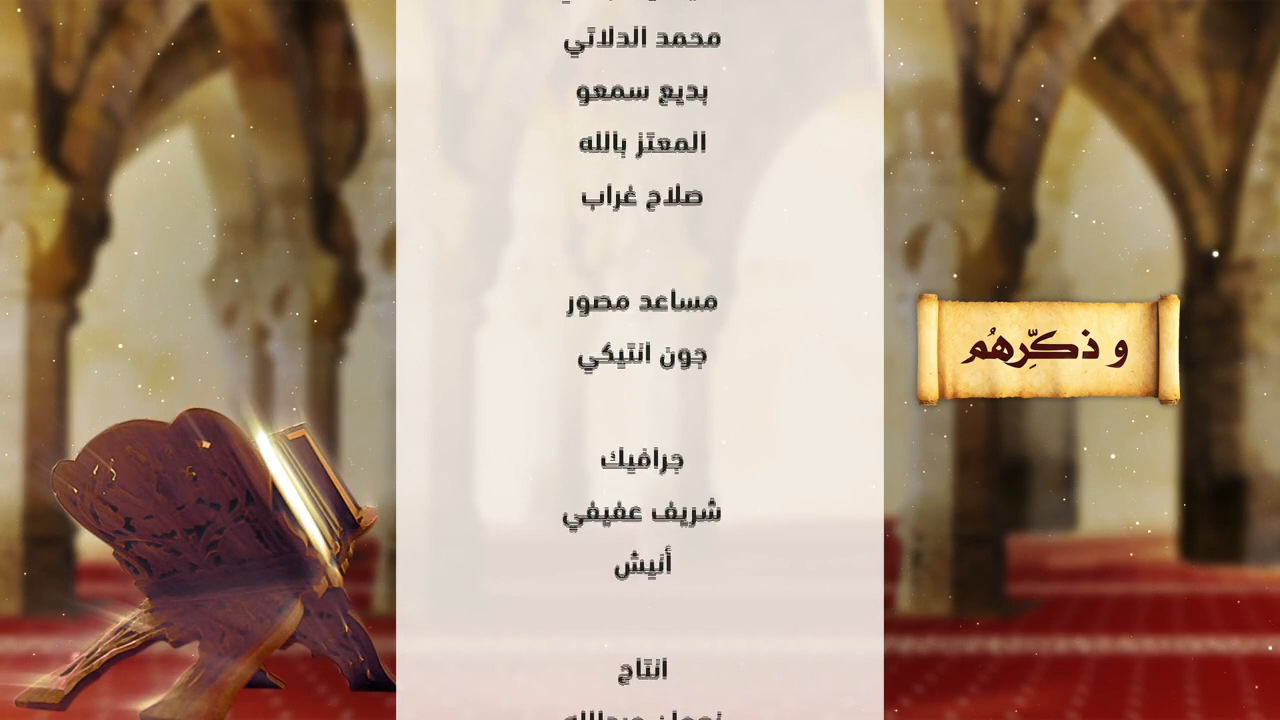 محمد الدلاتي
بديع سمعو
المعتز بالله
صلاح غراب
مساعد مصور
جون انتيكي
جرافيك
شريف عفيفي
أنيش
انتاج
و ذكِّرهُم